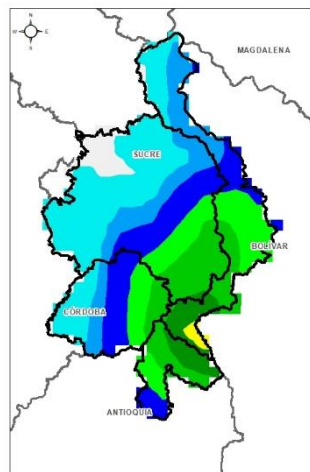 N
W E
S
MAGDALENA
SUCRE
BOLIVAR
CÓRDOBA
ANTIOQUIA